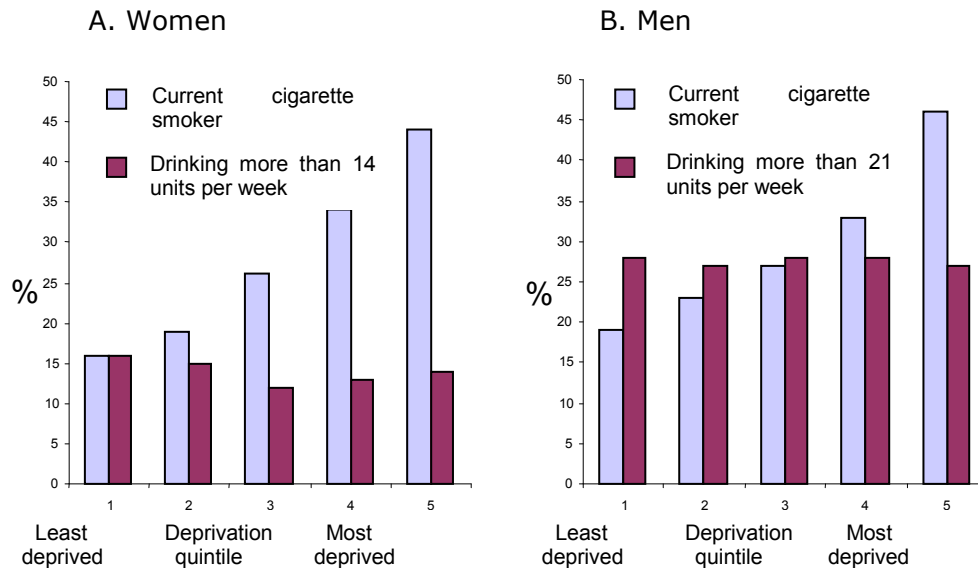 A. Women
50
45
40
35
30
25
20
15
10
5
0
%
Current cigarette
smoker
Drinking more than 14
units per week
1 2 3 4 5
Least
deprived
Deprivation
quintile
Most
deprived
B. Men
50
45
40
35
30
25
20
15
10
5
0
%
Current cigarette
smoker
Drinking more than 21
units per week
1 2 3 4 5
Least
deprived
Deprivation
quintile
Most
deprived